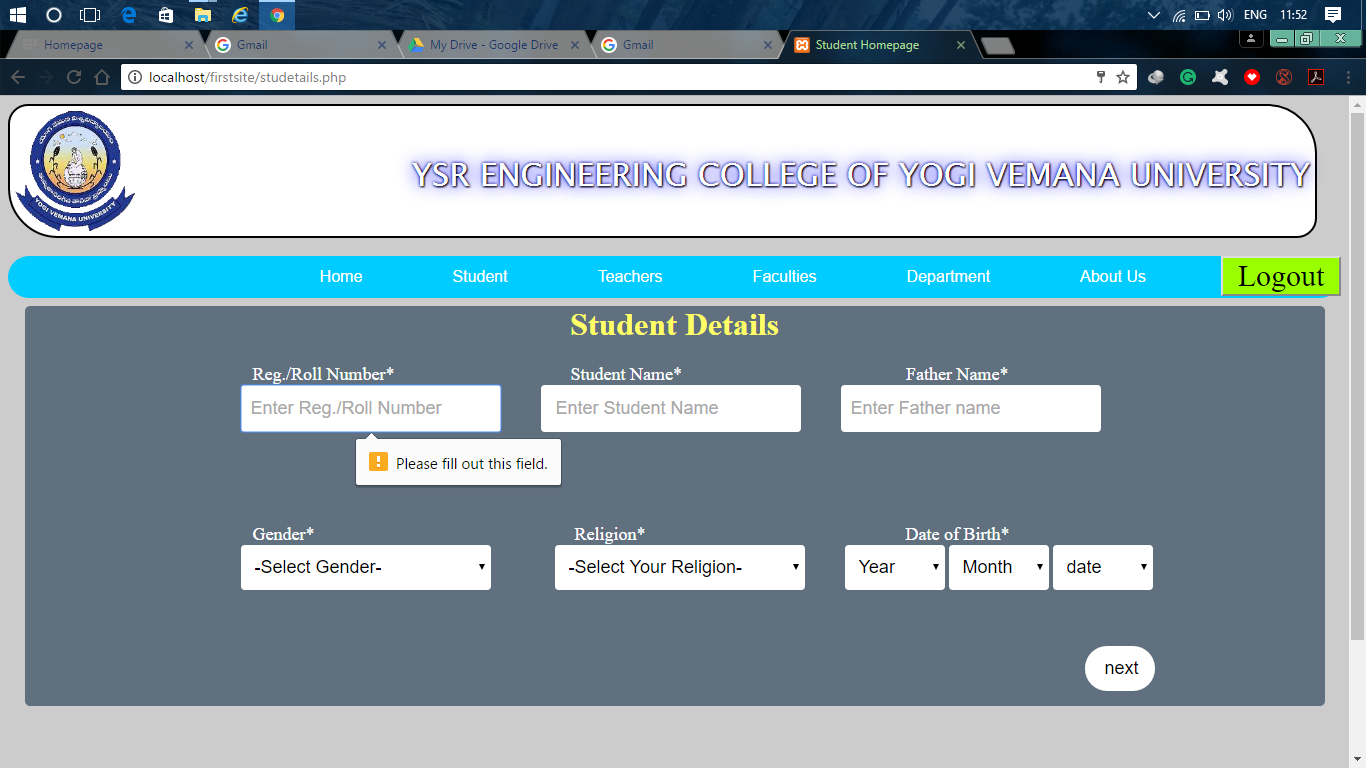 ENG 11:52
Homepage Gmail My Drive - Google Drive Gmail Student Homepage
localhost/firstsite/studetails.php
YOGI VEMANA UNIVERSITY
YSR ENGINEERING COLLEGE OF YOGI VEMANA UNIVERSITY
Home Student Teachers Faculties Department About Us Logout
Student Details
Reg./Roll Number* Student Name* Father Name*
Enter Reg./Roll Number Enter Student Name Enter Father name
Please fill out this field.
Gender* Religion* Date of Birth*
-Select Gender- -Select Your Religion- Year Month date
next